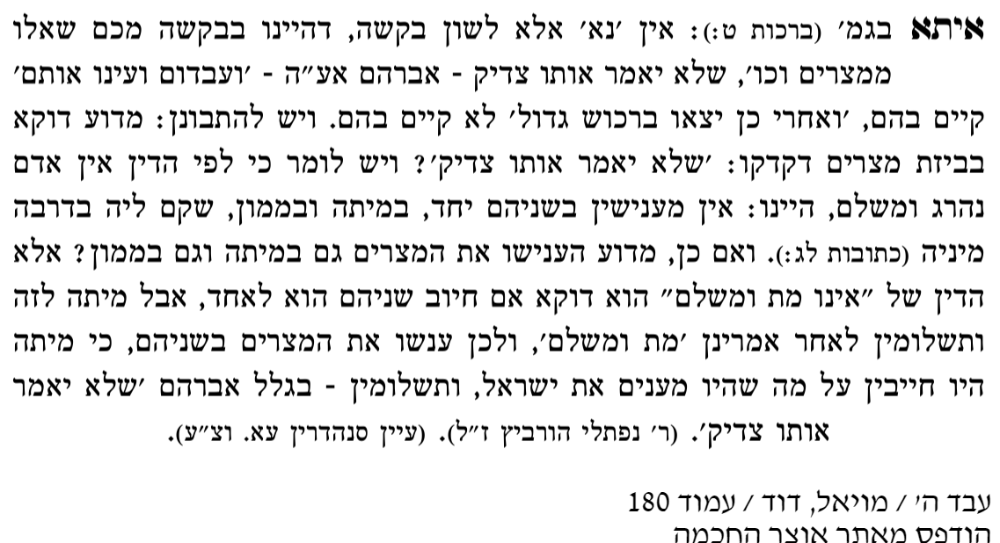 איתא בגמ׳ (ברכות ט:): אין ׳נא׳ אלא לשון בקשה, דהיינו בבקשה מכם שאלו
ממצרים וכו׳, שלא יאמר אותו צדיק - אברהם אע״ה - ׳ועבדום ועינו אותם׳
קיים בהם, ׳ואחרי כן יצאו ברכוש גדול׳ לא קיים בהם. ויש להתבונן: מדוע דוקא
בביזת מצרים דקדקו: ׳שלא יאמר אותו צדיק׳? ויש לומר כי לפי הדין אין אדם
נהרג ומשלם, היינו: אין מענישין בשניהם יחד, במיתה ובממון, שקם ליה בדרבה
מיניה (כתובות לג:). ואם כן, מדוע הענישו את המצרים גם במיתה וגם בממון? אלא
הדין של ״אינו מת ומשלם״ הוא דוקא אם חיוב שניהם הוא לאחד, אבל מיתה לזה
ותשלומין לאחר אמרינן ׳מת ומשלם׳, ולכן ענשו את המצרים בשניהם, כי מיתה
היו חייבין על מה שהיו מענים את ישראל, ותשלומין - בגלל אברהם ׳שלא יאמר
אותו צדיק׳. (ר׳ נפתלי הורביץ ז״ל). (עיין סנהדרין עא. וצ״ע).
עבד ה׳ / מויאל, דוד / עמוד 180
הודפס מאתר אוצר החכמה